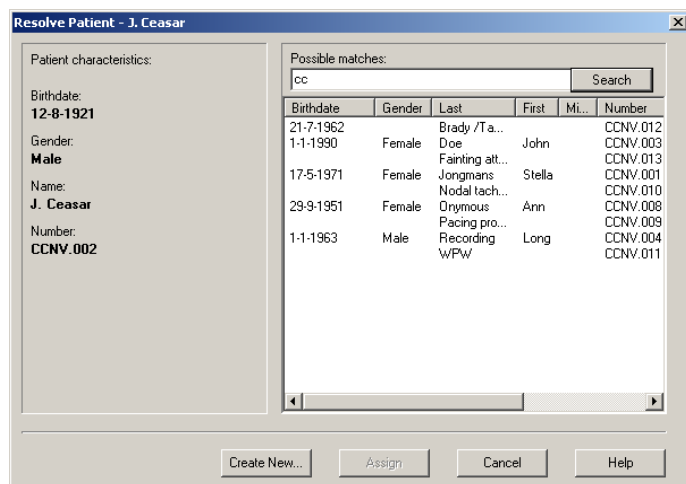 Resolve Patient - J. Ceasar
Patient characteristics:
Birthdate:
12-8-1921
Gender:
Male
Name:
J. Ceasar
Number:
CCNV.002
Possible matches:
cc Search
Birthdate Gender Last First Mi... Number
21-7-1962 Brady /Ta... CCNV.012
1-1-1990 Female Doe John CCNV.003
Fainting att... CCNV.013
17-5-1971 Female Jongmans Stella CCNV.001
Nodal tach... CCNV.010
29-9-1951 Female Onymous Ann CCNV.008
Pacing pro... CCNV.009
1-1-1963 Male Recording Long CCNV.004
WPW CCNV.011
Create New... Assign Cancel Help